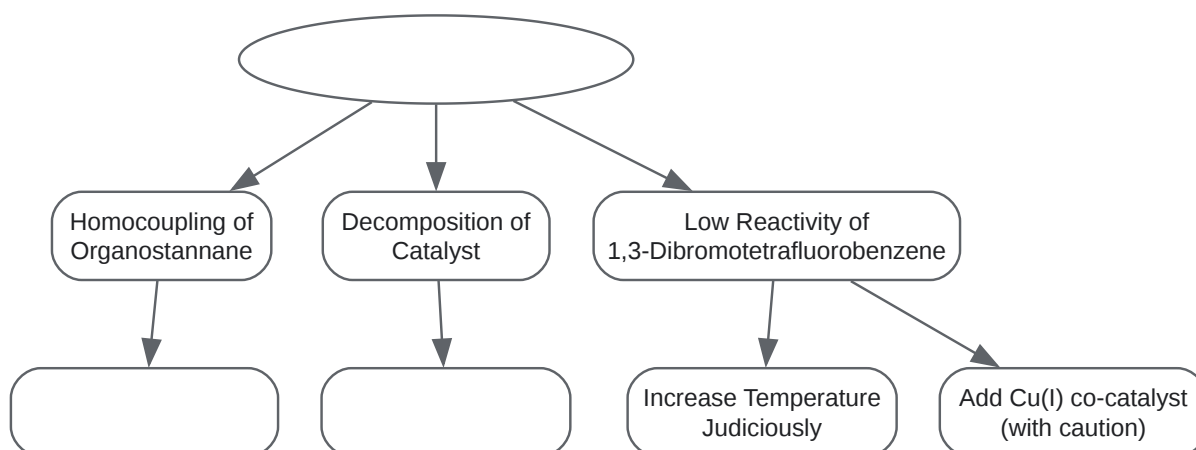 Homocoupling of
Organostannane
Decomposition of
Catalyst
Low Reactivity of
1,3-Dibromotetrafluorobenzene
Increase Temperature
Judiciously
Add Cu(I) co-catalyst
(with caution)